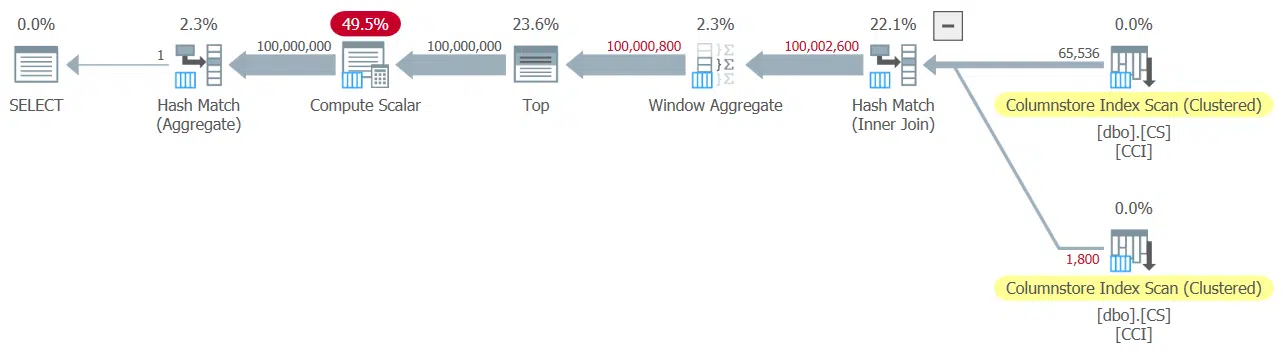 0.0%
2.3%
49.5%
23.6%
2.3%
22.1%
0.0%
1
100,000,000
100,000,000
100,000,800
100,002,600
65,536
SELECT
Hash Match
(Aggregate)
Compute Scalar
Top
Window Aggregate
Hash Match
(Inner Join)
Columnstore Index Scan (Clustered)
[dbo].[CS]
[CCI]
0.0%
1,800
Columnstore Index Scan (Clustered)
[dbo].[CS]
[CCI]